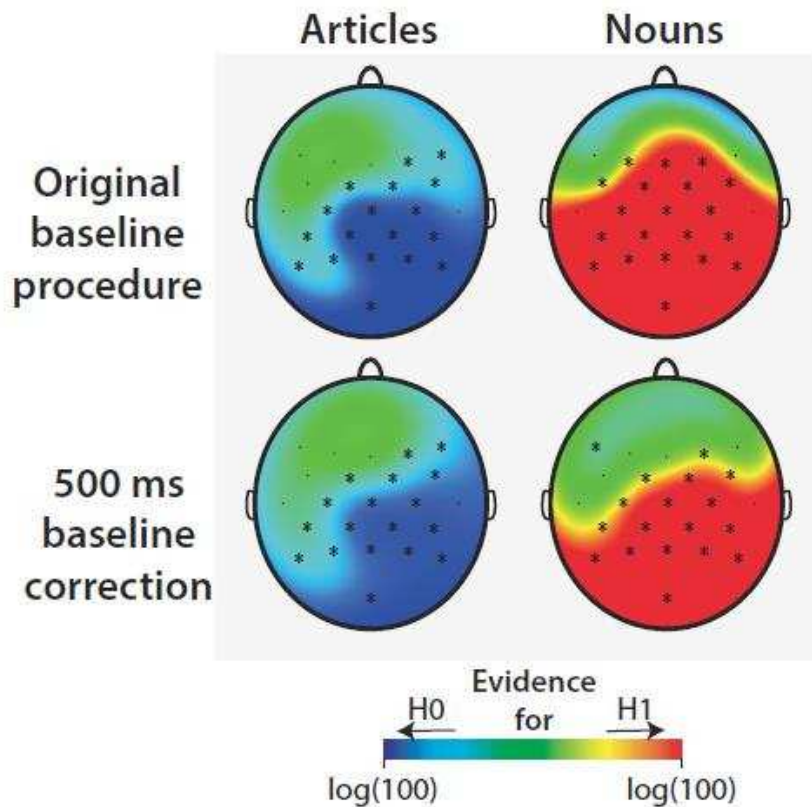 Articles Nouns
Original
baseline
procedure
500 ms
baseline
correction
Evidence
H0 for H1
log(100) log(100)